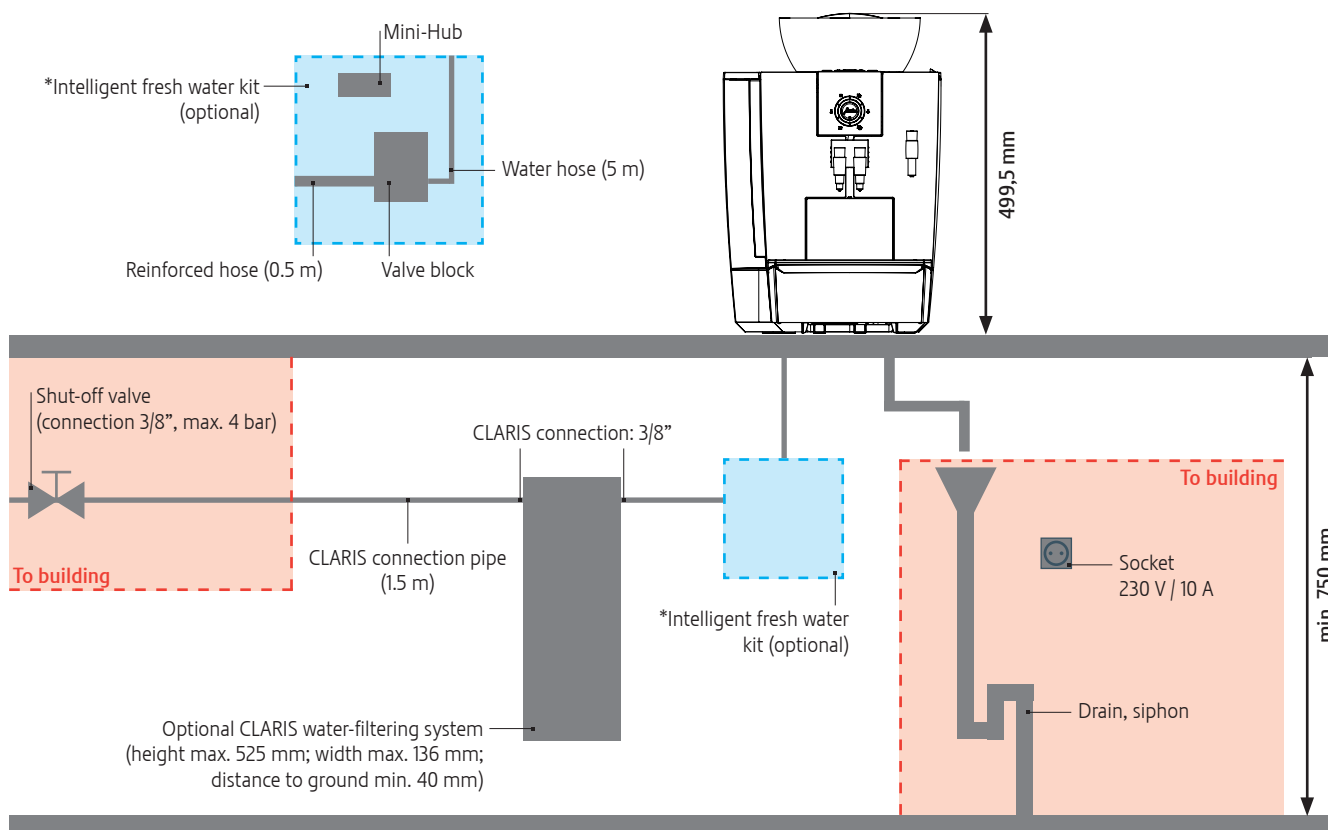 Mini-Hub
*Intelligent fresh water kit
(optional)
Water hose (5 m)
Reinforced hose (0.5 m)
Valve block
499,5 mm
Shut-off valve
(connection 3/8”, max. 4 bar)
CLARIS connection: 3/8”
To building
CLARIS connection pipe
(1.5 m)
To building
Socket
230 V / 10 A
min. 750 mm
*Intelligent fresh water
kit (optional)
Drain, siphon
Optional CLARIS water-filtering system
(height max. 525 mm; width max. 136 mm;
distance to ground min. 40 mm)